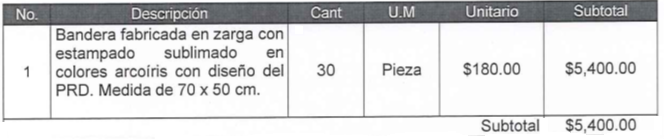 No. Descripción Cant U.M Unitario Subtotal
Bandera fabricada en zarga con
estampado sublimado en
1 colores arcoíris con diseño del 30 Pieza $180.00 $5,400.00
PRD. Medida de 70 x 50 cm.
Subtotal $5,400.00